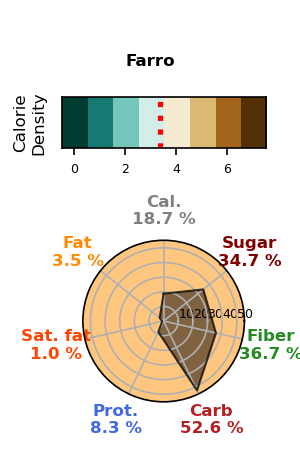 Farro
Calorie
Density
0 2 4 6
Cal.
18.7 %
Fat
3.5 %
Sugar
34.7 %
10 20 30 40 50
Sat. fat
1.0 %
Fiber
36.7 %
Prot.
8.3 %
Carb
52.6 %